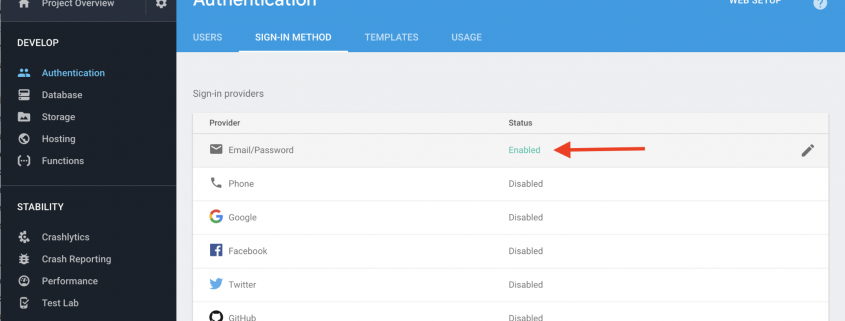 Project Overview
Authentication
WEB SETUP
?
DEVELOP
Authentication
Database
Storage
Hosting
Functions
STABILITY
Crashlytics
Crash Reporting
Performance
Test Lab
USERS
SIGN-IN METHOD
TEMPLATES
USAGE
Sign-in providers
Provider
Status
Email/Password
Enabled
Phone
Disabled
Google
Disabled
Facebook
Disabled
Twitter
Disabled
GitHub
Disabled